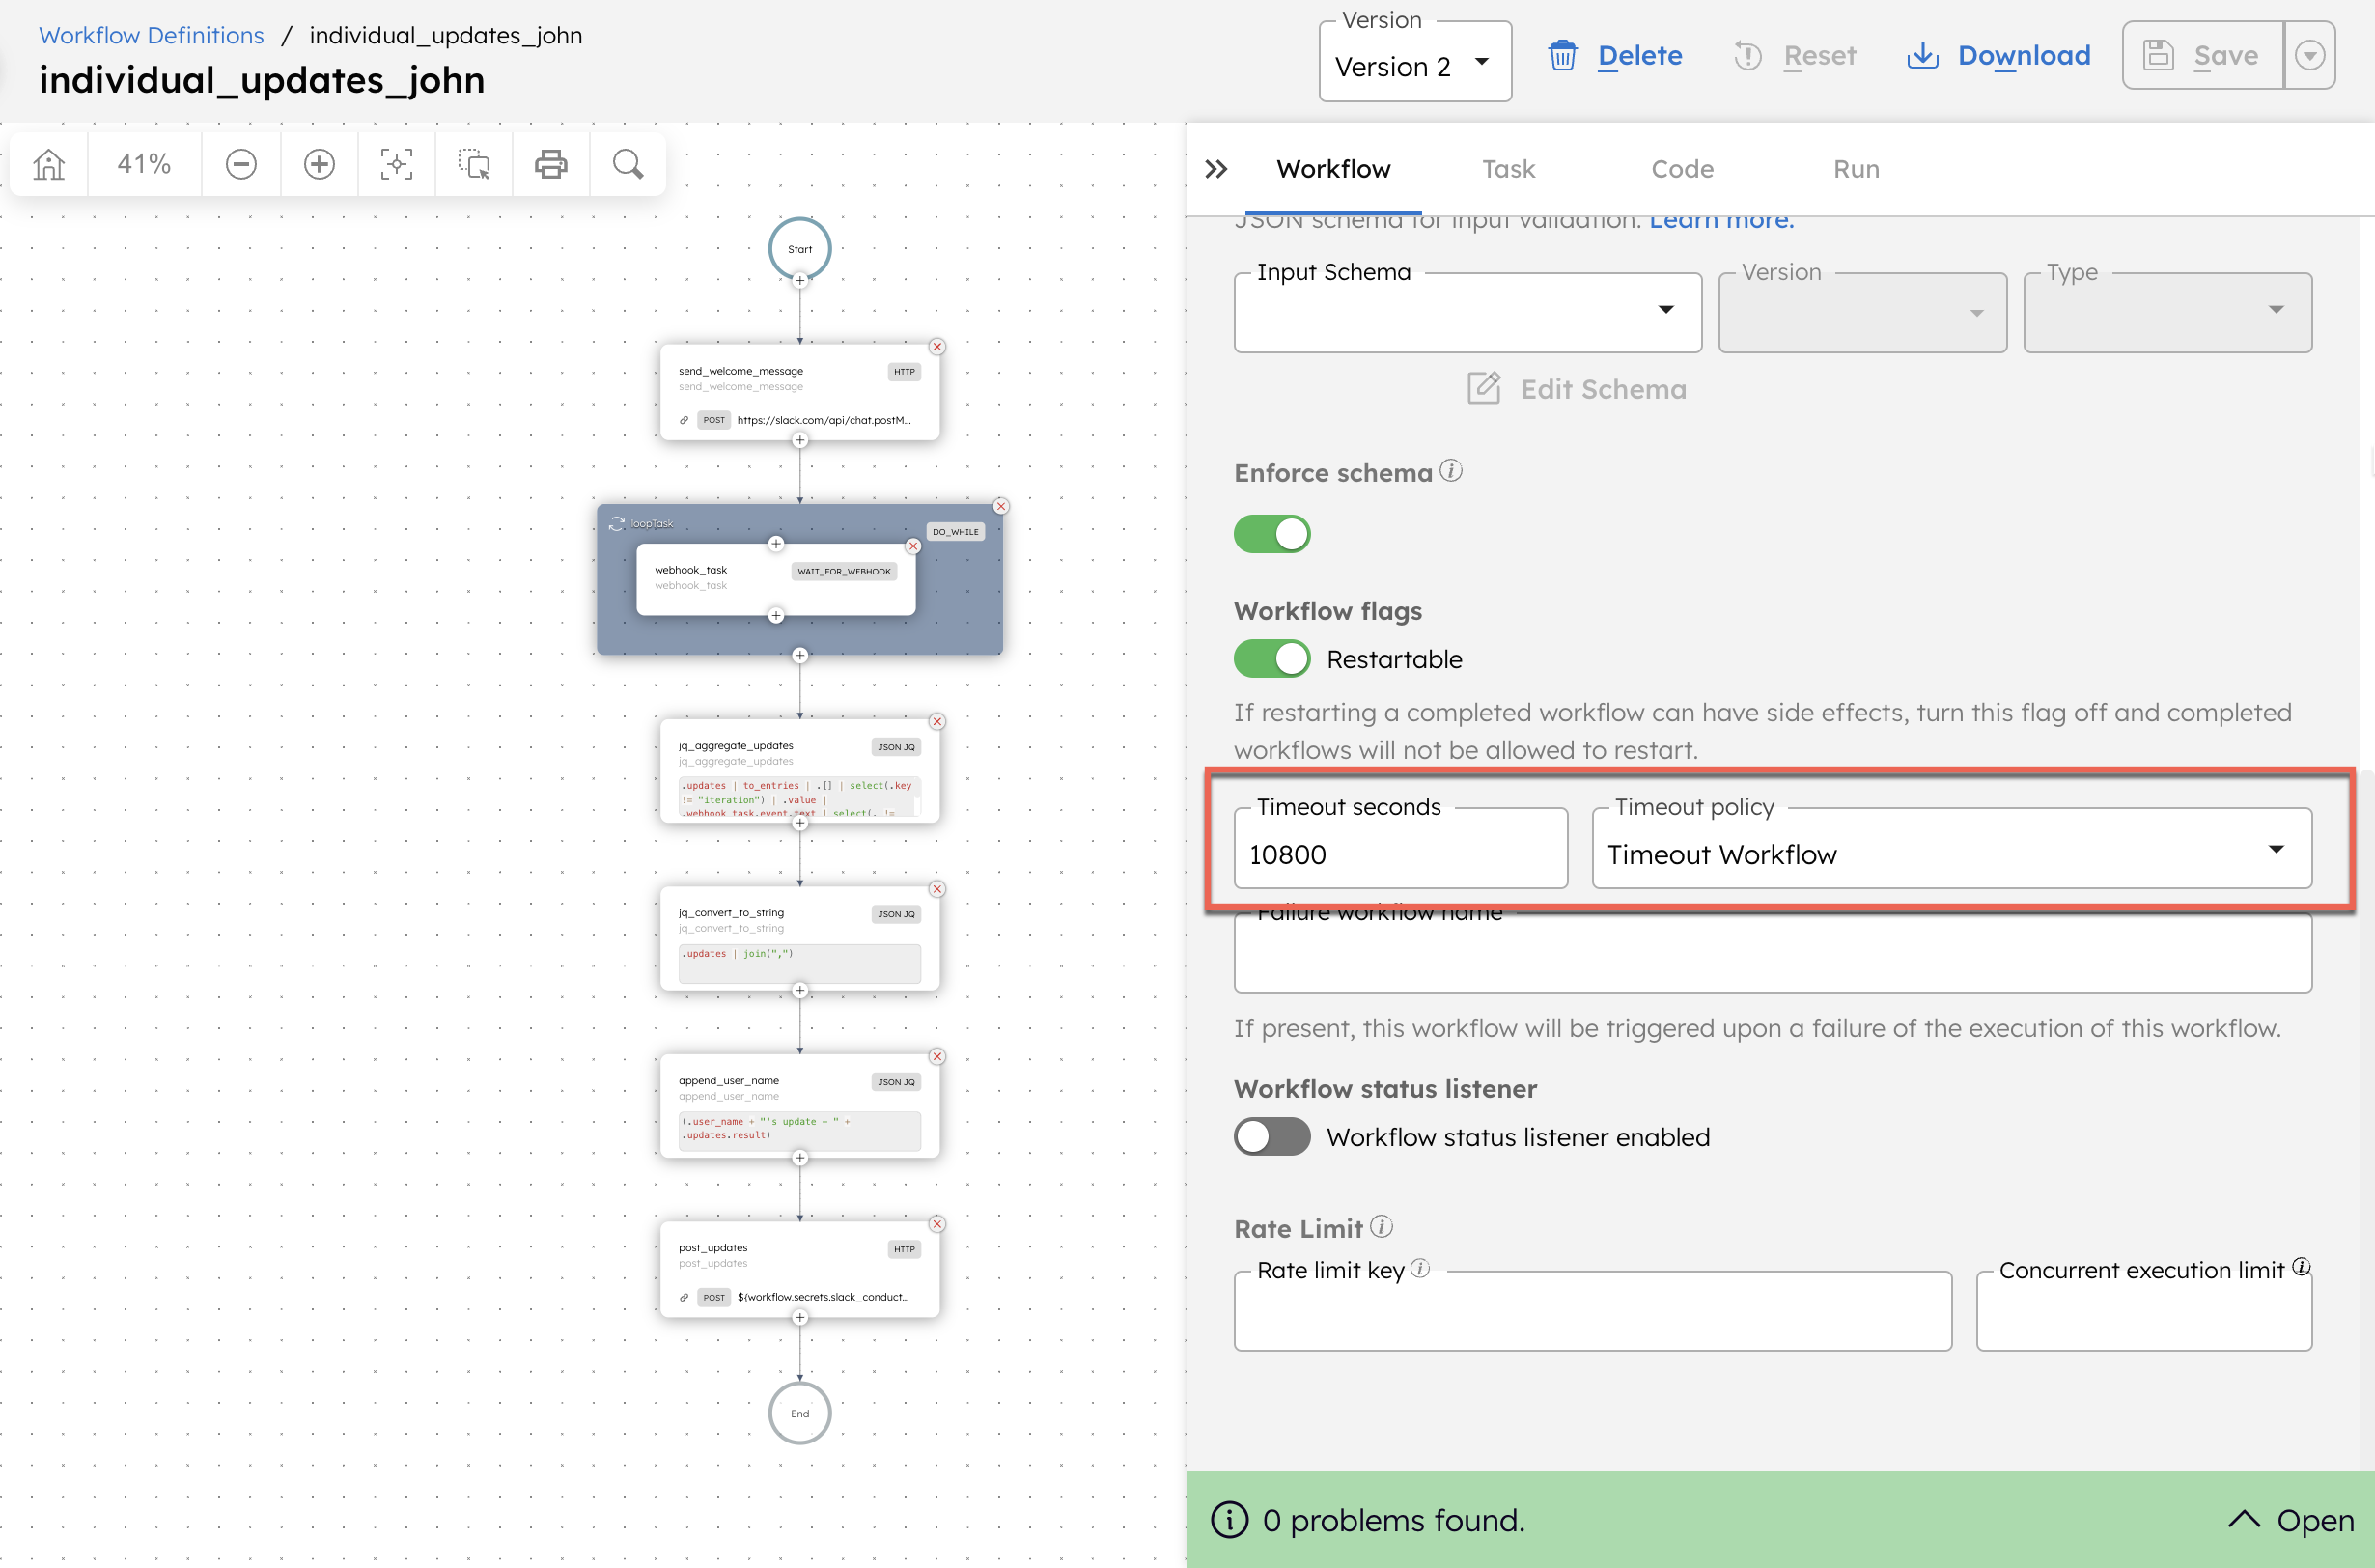 Workflow Definitions / individual_updates_john
individual_updates_john
Version
Version 2
Delete
Reset
Download
Save
41%
Start
send_welcome_message
HTTP
send_welcome_message
POST https://slack.com/api/chat.postM...
loopTask
DO_WHILE
webhook_task
WAIT_FOR_WEBHOOK
webhook_task
jq_aggregate_updates
JSON JQ
jq_aggregate_updates
.updates | to_entries | .[] | select(.key
!= "iteration") | .value |
.webhook_task.event.text | select(. !=
jq_convert_to_string
JSON JQ
jq_convert_to_string
.updates | join(",")
append_user_name
JSON JQ
append_user_name
(.user_name + "'s update - " +
.updates.result)
post_updates
HTTP
post_updates
POST ${workflow.secrets.slack_conduct...
End
Workflow
Task
Code
Run
JSON schema for input validation. Learn more.
Input Schema
Version
Type
Edit Schema
Enforce schema
Workflow flags
Restartable
If restarting a completed workflow can have side effects, turn this flag off and completed
workflows will not be allowed to restart.
Timeout seconds
10800
Timeout policy
Timeout Workflow
Failure workflow name
If present, this workflow will be triggered upon a failure of the execution of this workflow.
Workflow status listener
Workflow status listener enabled
Rate Limit
Rate limit key
Concurrent execution limit
0 problems found.
Open